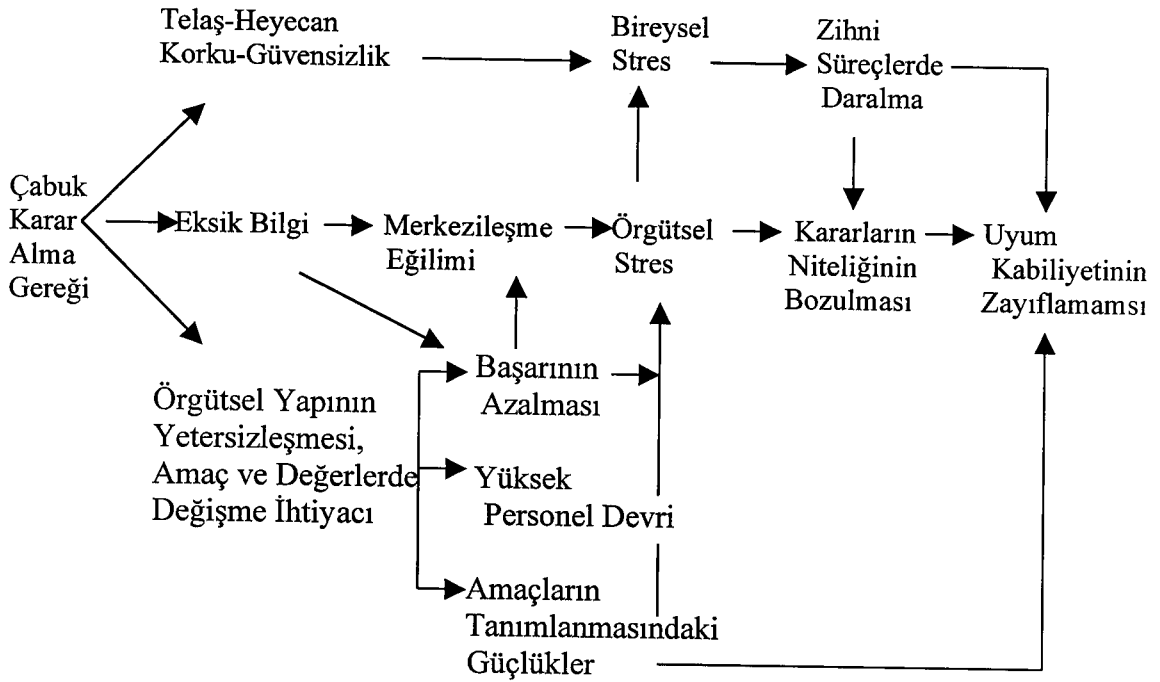 Telaş-Heyecan
Korku-Güvensizlik
Bireysel
Stres
Zihni
Süreçlerde
Daralma
Çabuk
Karar
Alma
Gereği
Eksik Bilgi
Merkezileşme
Eğilimi
Örgütsel
Stres
Kararların
Niteliğinin
Bozulması
Uyum
Kabiliyetinin
Zayıflamamsı
Örgütsel Yapının
Yetersizleşmesi,
Amaç ve Değerlerde
Değişme İhtiyacı
Başarının
Azalması
Yüksek
Personel Devri
Amaçların
Tanımlanmasındaki
Güçlükler